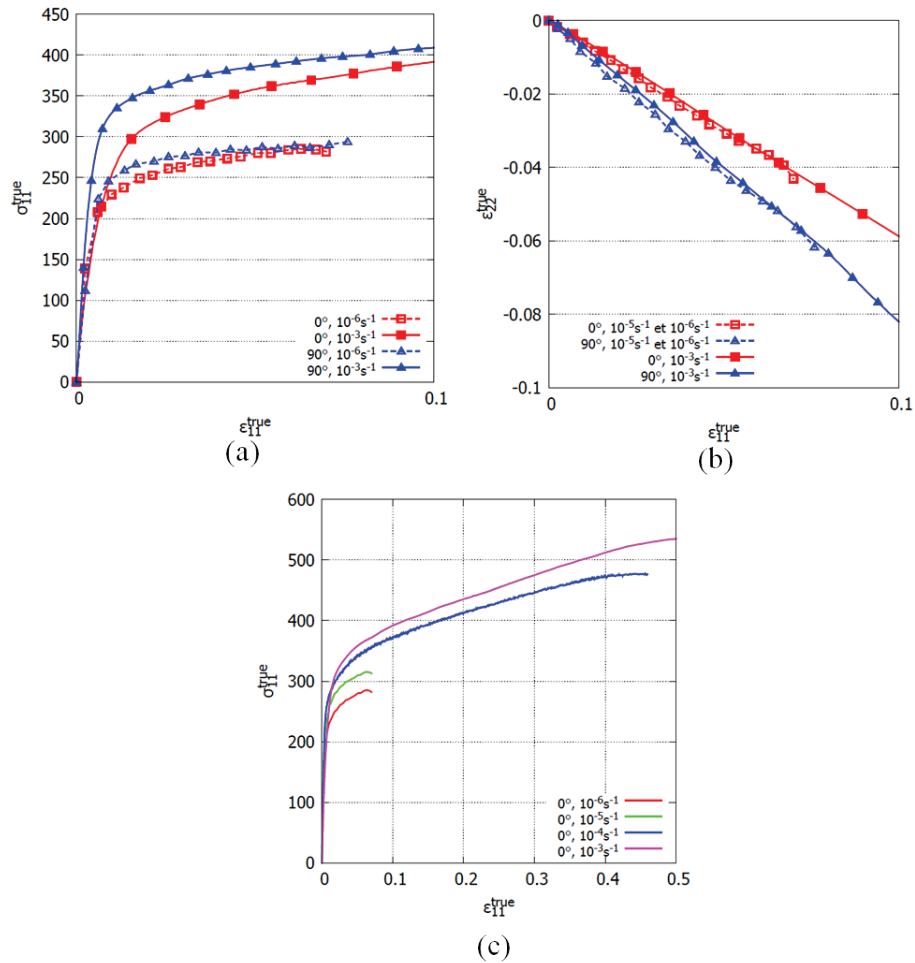 450
400
350
300
250
200
150
100
50
0
σ₁₁ᵗʳᵘᵉ
0°, 10⁻⁶s⁻¹
0°, 10⁻³s⁻¹
90°, 10⁻⁶s⁻¹
90°, 10⁻³s⁻¹
0 0.1
ε₁₁ᵗʳᵘᵉ
(a)
0
-0.02
-0.04
-0.06
-0.08
-0.1
ε₂₂ᵗʳᵘᵉ
0°, 10⁻⁵s⁻¹ et 10⁻⁶s⁻¹
90°, 10⁻⁵s⁻¹ et 10⁻⁶s⁻¹
0°, 10⁻³s⁻¹
90°, 10⁻³s⁻¹
0 0.1
ε₁₁ᵗʳᵘᵉ
(b)
600
500
400
300
200
100
0
σ₁₁ᵗʳᵘᵉ
0°, 10⁻⁶s⁻¹
0°, 10⁻⁵s⁻¹
0°, 10⁻⁴s⁻¹
0°, 10⁻³s⁻¹
0 0.1 0.2 0.3 0.4 0.5
ε₁₁ᵗʳᵘᵉ
(c)